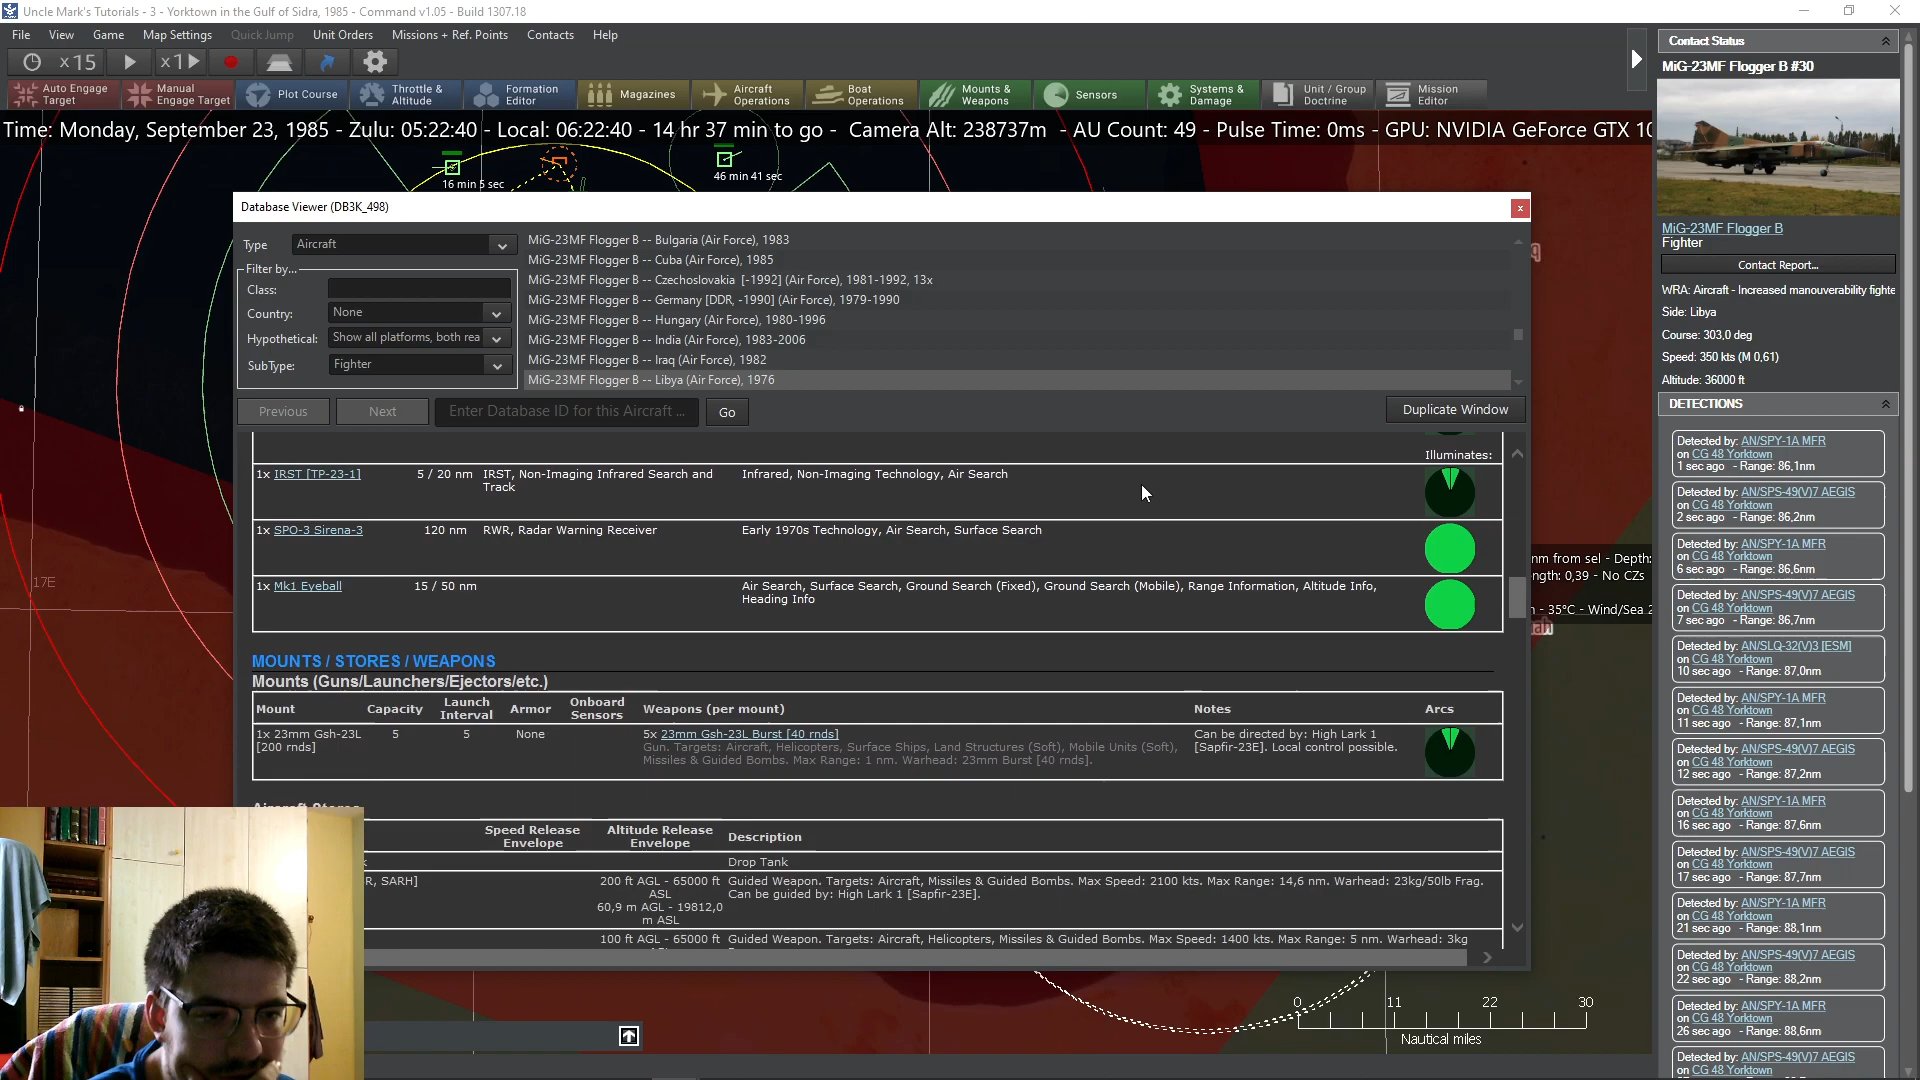 Uncle Mark's Tutorials - 3 - Yorktown in the Gulf of Sidra, 1985 - Command v1.05 - Build 1307.18
File View Game Map Settings Quick Jump Unit Orders Missions + Ref. Points Contacts Help
x 15 x 1
Auto Engage Target
Manual Engage Target
Plot Course
Throttle & Altitude
Formation Editor
Magazines
Aircraft Operations
Boat Operations
Mounts & Weapons
Sensors
Systems & Damage
Unit / Group Doctrine
Mission Editor
Time: Monday, September 23, 1985 - Zulu: 05:22:40 - Local: 06:22:40 - 14 hr 37 min to go - Camera Alt: 238737m - AU Count: 49 - Pulse Time: 0ms - GPU: NVIDIA GeForce GTX 10
16 min 5 sec
46 min 41 sec
17E
Database Viewer (DB3K_498)
Type Aircraft
Filter by...
Class:
Country: None
Hypothetical: Show all platforms, both rea
SubType: Fighter
MiG-23MF Flogger B -- Bulgaria (Air Force), 1983
MiG-23MF Flogger B -- Cuba (Air Force), 1985
MiG-23MF Flogger B -- Czechoslovakia [-1992] (Air Force), 1981-1992, 13x
MiG-23MF Flogger B -- Germany [DDR, -1990] (Air Force), 1979-1990
MiG-23MF Flogger B -- Hungary (Air Force), 1980-1996
MiG-23MF Flogger B -- India (Air Force), 1983-2006
MiG-23MF Flogger B -- Iraq (Air Force), 1982
MiG-23MF Flogger B -- Libya (Air Force), 1976
Previous Next Enter Database ID for this Aircraft ... Go Duplicate Window
Illuminates:
1x IRST [TP-23-1] 5 / 20 nm IRST, Non-Imaging Infrared Search and Infrared, Non-Imaging Technology, Air Search
Track
1x SPO-3 Sirena-3 120 nm RWR, Radar Warning Receiver Early 1970s Technology, Air Search, Surface Search
1x Mk1 Eyeball 15 / 50 nm Air Search, Surface Search, Ground Search (Fixed), Ground Search (Mobile), Range Information, Altitude Info,
Heading Info
MOUNTS / STORES / WEAPONS
Mounts (Guns/Launchers/Ejectors/etc.)
Mount Capacity Launch Interval Armor Onboard Sensors Weapons (per mount) Notes Arcs
1x 23mm Gsh-23L 5 5 None 5x 23mm Gsh-23L Burst [40 rnds] Can be directed by: High Lark 1
[200 rnds] Gun. Targets: Aircraft, Helicopters, Surface Ships, Land Structures (Soft), Mobile Units (Soft), [Sapfir-23E]. Local control possible.
Missiles & Guided Bombs. Max Range: 1 nm. Warhead: 23mm Burst [40 rnds].
Speed Release Envelope Altitude Release Envelope Description
Drop Tank
R, SARH] 200 ft AGL - 65000 ft Guided Weapon. Targets: Aircraft, Missiles & Guided Bombs. Max Speed: 2100 kts. Max Range: 14,6 nm. Warhead: 23kg/50lb Frag.
ASL Can be guided by: High Lark 1 [Sapfir-23E].
60,9 m AGL - 19812,0
m ASL
100 ft AGL - 65000 ft Guided Weapon. Targets: Aircraft, Helicopters, Missiles & Guided Bombs. Max Speed: 1400 kts. Max Range: 5 nm. Warhead: 3kg
nm from sel - Depth:
ngth: 0,39 - No CZs
- 35°C - Wind/Sea 2
0 11 22 30
Nautical miles
Contact Status
MiG-23MF Flogger B #30
MiG-23MF Flogger B
Fighter
Contact Report...
WRA: Aircraft - Increased manouverability fighte
Side: Libya
Course: 303,0 deg
Speed: 350 kts (M 0,61)
Altitude: 36000 ft
DETECTIONS
Detected by: AN/SPY-1A MFR
on CG 48 Yorktown
1 sec ago - Range: 86,1nm
Detected by: AN/SPS-49(V)7 AEGIS
on CG 48 Yorktown
2 sec ago - Range: 86,2nm
Detected by: AN/SPY-1A MFR
on CG 48 Yorktown
6 sec ago - Range: 86,6nm
Detected by: AN/SPS-49(V)7 AEGIS
on CG 48 Yorktown
7 sec ago - Range: 86,7nm
Detected by: AN/SLQ-32(V)3 [ESM]
on CG 48 Yorktown
10 sec ago - Range: 87,0nm
Detected by: AN/SPY-1A MFR
on CG 48 Yorktown
11 sec ago - Range: 87,1nm
Detected by: AN/SPS-49(V)7 AEGIS
on CG 48 Yorktown
12 sec ago - Range: 87,2nm
Detected by: AN/SPY-1A MFR
on CG 48 Yorktown
16 sec ago - Range: 87,6nm
Detected by: AN/SPS-49(V)7 AEGIS
on CG 48 Yorktown
17 sec ago - Range: 87,7nm
Detected by: AN/SPY-1A MFR
on CG 48 Yorktown
21 sec ago - Range: 88,1nm
Detected by: AN/SPS-49(V)7 AEGIS
on CG 48 Yorktown
22 sec ago - Range: 88,2nm
Detected by: AN/SPY-1A MFR
on CG 48 Yorktown
26 sec ago - Range: 88,6nm
Detected by: AN/SPS-49(V)7 AEGIS
on CG 48 Yorktown